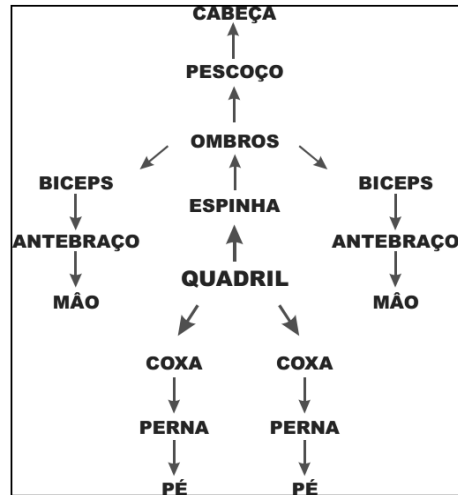 CABEÇA
PESCOÇO
OMBROS
BICEPS BICEPS
ESPINHA
ANTEBRAÇO ANTEBRAÇO
QUADRIL
MÂO MÂO
COXA COXA
PERNA PERNA
PÉ PÉ